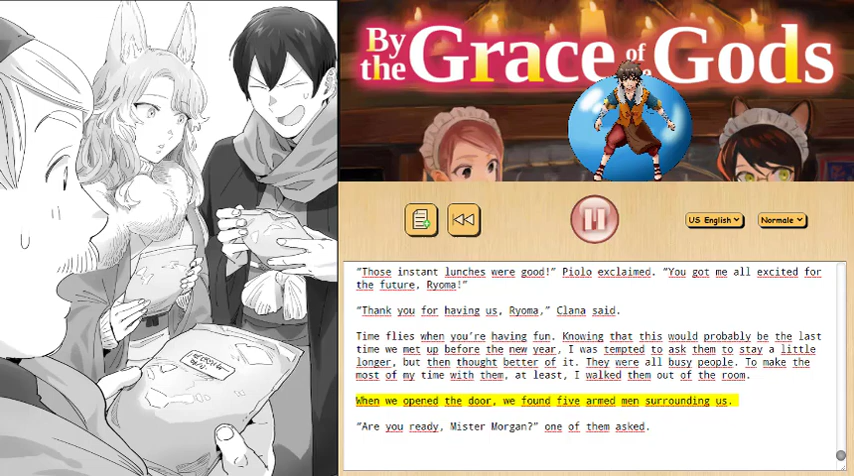 By
the Grace of the Gods
US English
Normale
"Those instant lunches were good!" Piolo exclaimed. "You got me all excited for
the future, Ryoma!"
"Thank you for having us, Ryoma," Clana said.
Time flies when you're having fun. Knowing that this would probably be the last
time we met up before the new year, I was tempted to ask them to stay a little
longer, but then thought better of it. They were all busy people. To make the
most of my time with them, at least, I walked them out of the room.
When we opened the door, we found five armed men surrounding us.
"Are you ready, Mister Morgan?" one of them asked.